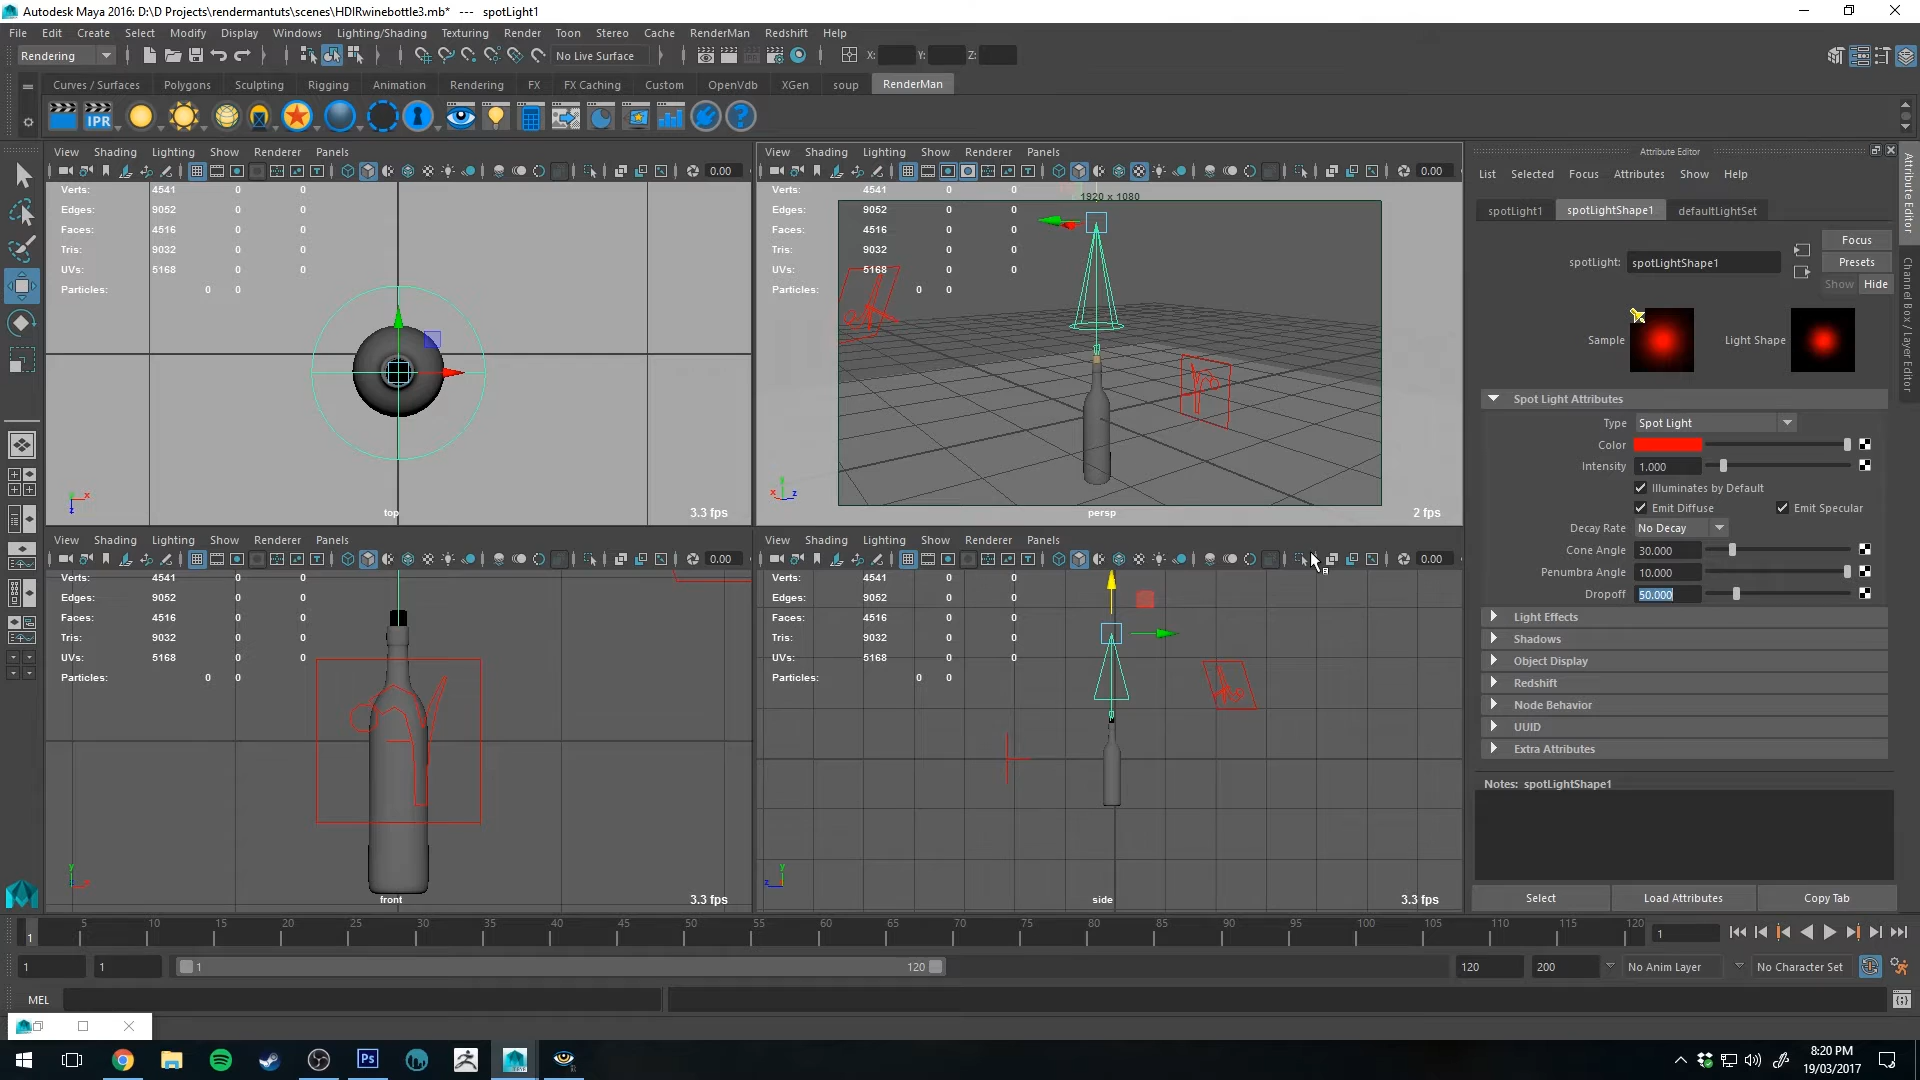 Autodesk Maya 2016: D:\D Projects\rendermantuts\scenes\HDIRwinebottle3.mb* --- spotLight1
File Edit Create Select Modify Display Windows Lighting/Shading Texturing Render Toon Stereo Cache RenderMan Redshift Help
Rendering No Live Surface X: Y: Z:
Curves / Surfaces Polygons Sculpting Rigging Animation Rendering FX FX Caching Custom OpenVdb XGen soup RenderMan
IPR
View Shading Lighting Show Renderer Panels
0.00
Verts: 4541 0 0
Edges: 9052 0 0
Faces: 4516 0 0
Tris: 9032 0 0
UVs: 5168 0 0
Particles: 0 0
top
3.3 fps
View Shading Lighting Show Renderer Panels
0.00
1920 x 1080
Verts: 4541 0 0
Edges: 9052 0 0
Faces: 4516 0 0
Tris: 9032 0 0
UVs: 5168 0 0
Particles: 0 0
persp
2 fps
View Shading Lighting Show Renderer Panels
0.00
Verts: 4541 0 0
Edges: 9052 0 0
Faces: 4516 0 0
Tris: 9032 0 0
UVs: 5168 0 0
Particles: 0 0
front
3.3 fps
View Shading Lighting Show Renderer Panels
0.00
Verts: 4541 0 0
Edges: 9052 0 0
Faces: 4516 0 0
Tris: 9032 0 0
UVs: 5168 0 0
Particles: 0 0
side
3.3 fps
Attribute Editor
List Selected Focus Attributes Show Help
spotLight1 spotLightShape1 defaultLightSet
Focus
spotLight: spotLightShape1
Presets
Show Hide
Sample
Light Shape
Spot Light Attributes
Type Spot Light
Color
Intensity 1.000
Illuminates by Default
Emit Diffuse Emit Specular
Decay Rate No Decay
Cone Angle 30.000
Penumbra Angle 10.000
Dropoff 50.000
Light Effects
Shadows
Object Display
Redshift
Node Behavior
UUID
Extra Attributes
Notes: spotLightShape1
Select Load Attributes Copy Tab
Attribute Editor
Channel Box / Layer Editor
1 5 10 15 20 25 30 35 40 45 50 55 60 65 70 75 80 85 90 95 100 105 110 115 120 1
1 1 1 120 120 200 No Anim Layer No Character Set
MEL
Ps
8:20 PM
19/03/2017